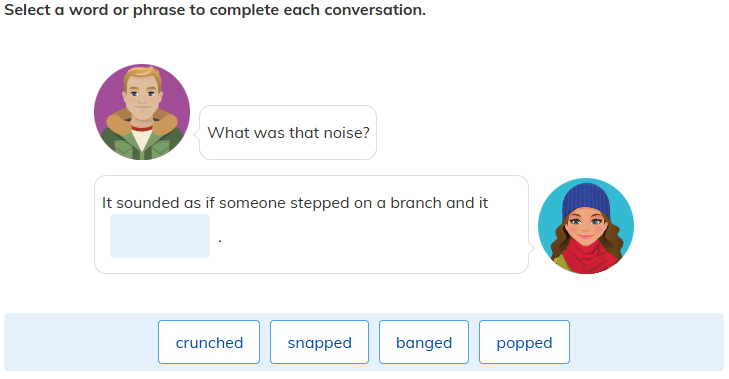 Select a word or phrase to complete each conversation.
What was that noise?
It sounded as if someone stepped on a branch and it
.
crunched snapped banged popped